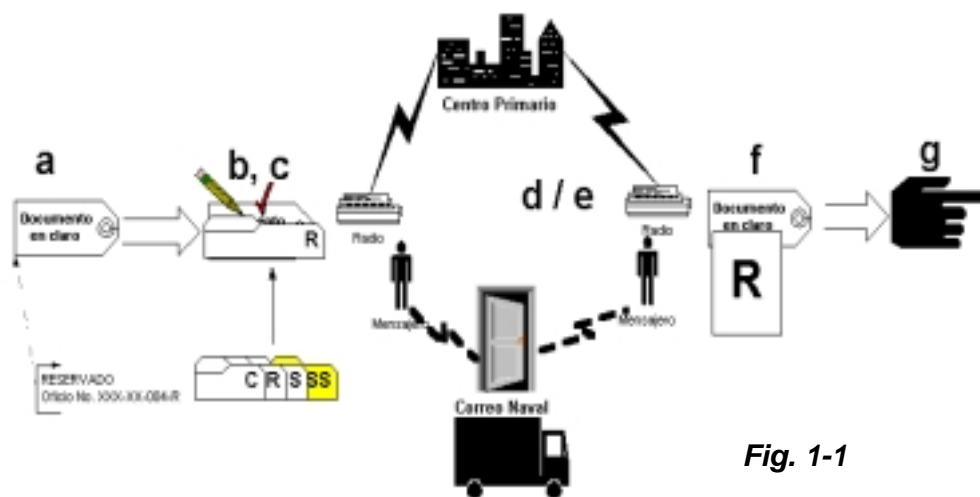 Centro Primario
a
b, c
d / e
f
g
Documento
en claro
R
Radio
Radio
Documento
en claro
R
Mensajero
Mensajero
RESERVADO
Oficio No. XXX-XX-004-R
C R S SS
Correo Naval
Fig. 1-1